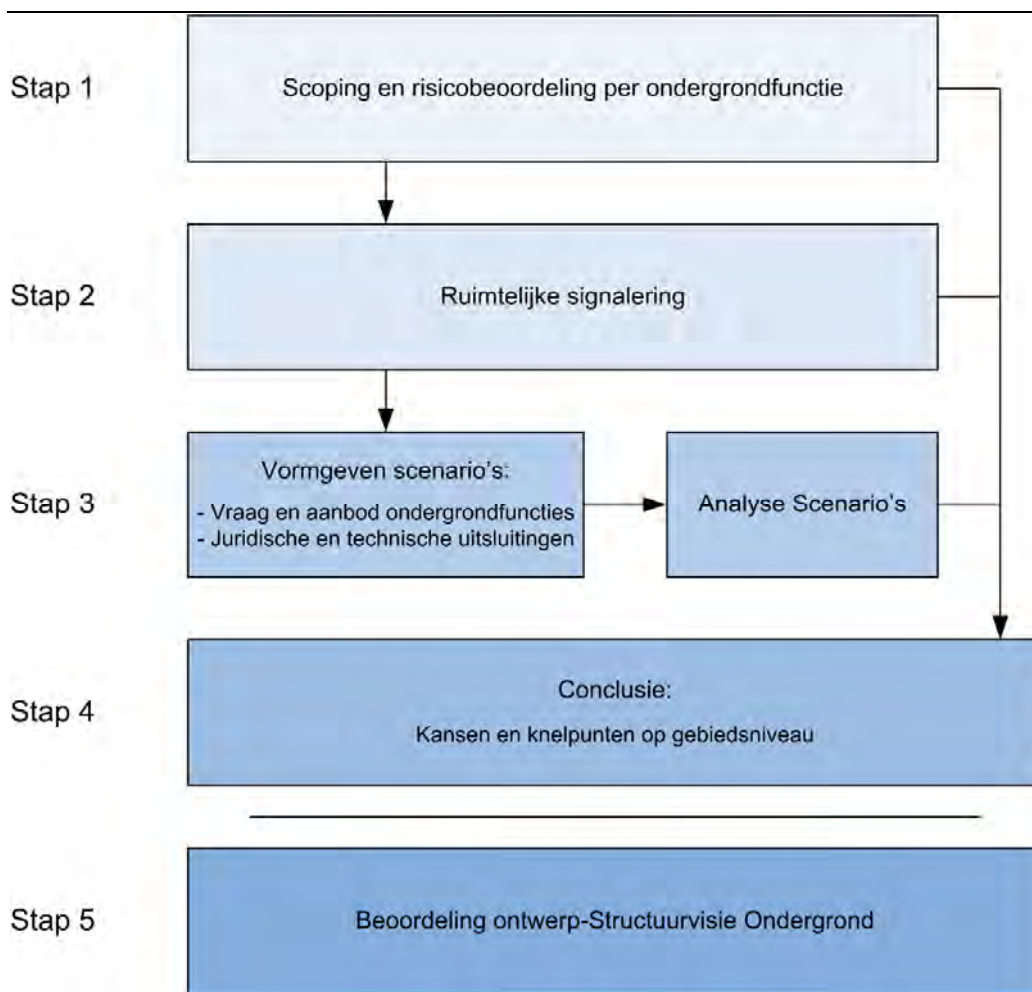 Stap 1
Scoping en risicobeoordeling per ondergrondfunctie
Stap 2
Ruimtelijke signalering
Stap 3
Vormgeven scenario's:
- Vraag en aanbod ondergrondfuncties
- Juridische en technische uitsluitingen
Analyse Scenario's
Stap 4
Conclusie:
Kansen en knelpunten op gebiedsniveau
Stap 5
Beoordeling ontwerp-Structuurvisie Ondergrond